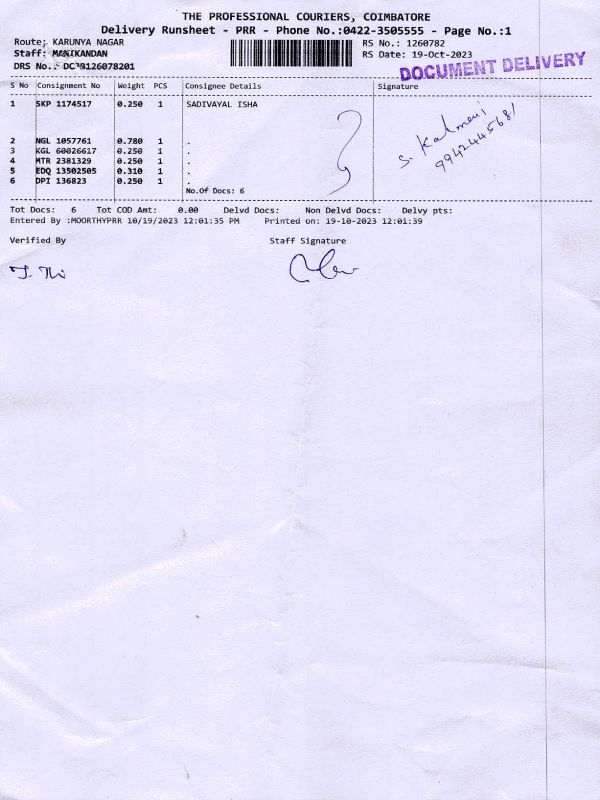 THE PROFESSIONAL COURIERS, COIMBATORE
Delivery Runsheet - PRR - Phone No.:0422-3505555 - Page No.:1
Route: KARUNYA NAGAR
RS No.: 1260782
Staff: MANIKANDAN
RS Date: 19-Oct-2023
DRS No.:
DOCUMENT DELIVERY
S No Consignment No Weight PCS Consignee Details Signature
1 SKP 1174517 0.250 1 SADIVAYAL ISHA
S. Kalmani
9942444568/
2 NGL 1057761 0.780 1 .
3 KGL 60026617 0.250 1 .
4 MTR 2381329 0.250 1 .
5 EDQ 13502505 0.310 1 .
6 DPI 136823 0.250 1 .
No.Of Docs: 6
Tot Docs: 6 Tot COD Amt: 0.00 Delvd Docs: Non Delvd Docs: Delvy pts:
Entered By :MOORTHYPRR 10/19/2023 12:01:35 PM Printed on: 19-10-2023 12:01:39
Verified By Staff Signature